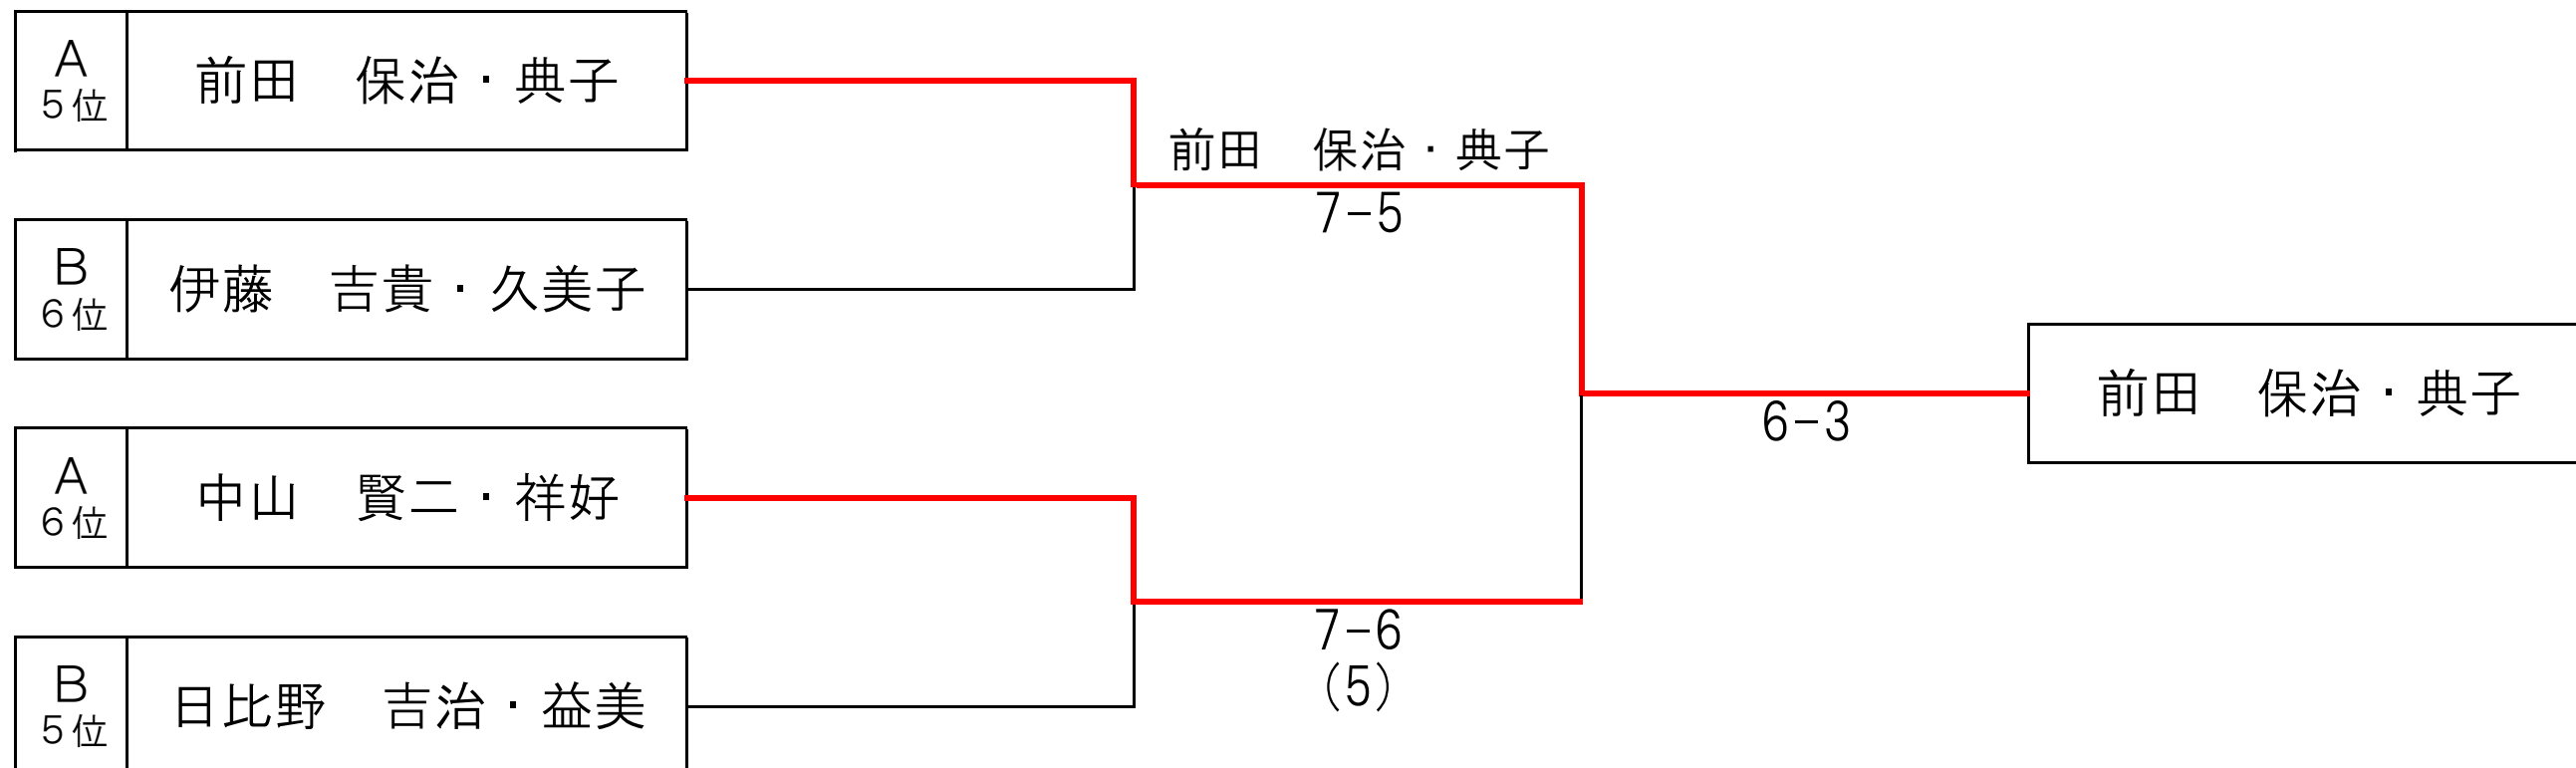 A
5位
前田　保治・典子
前田　保治・典子
7-5
B
6位
伊藤　吉貴・久美子
前田　保治・典子
6-3
A
6位
中山　賢二・祥好
7-6
(5)
B
5位
日比野　吉治・益美